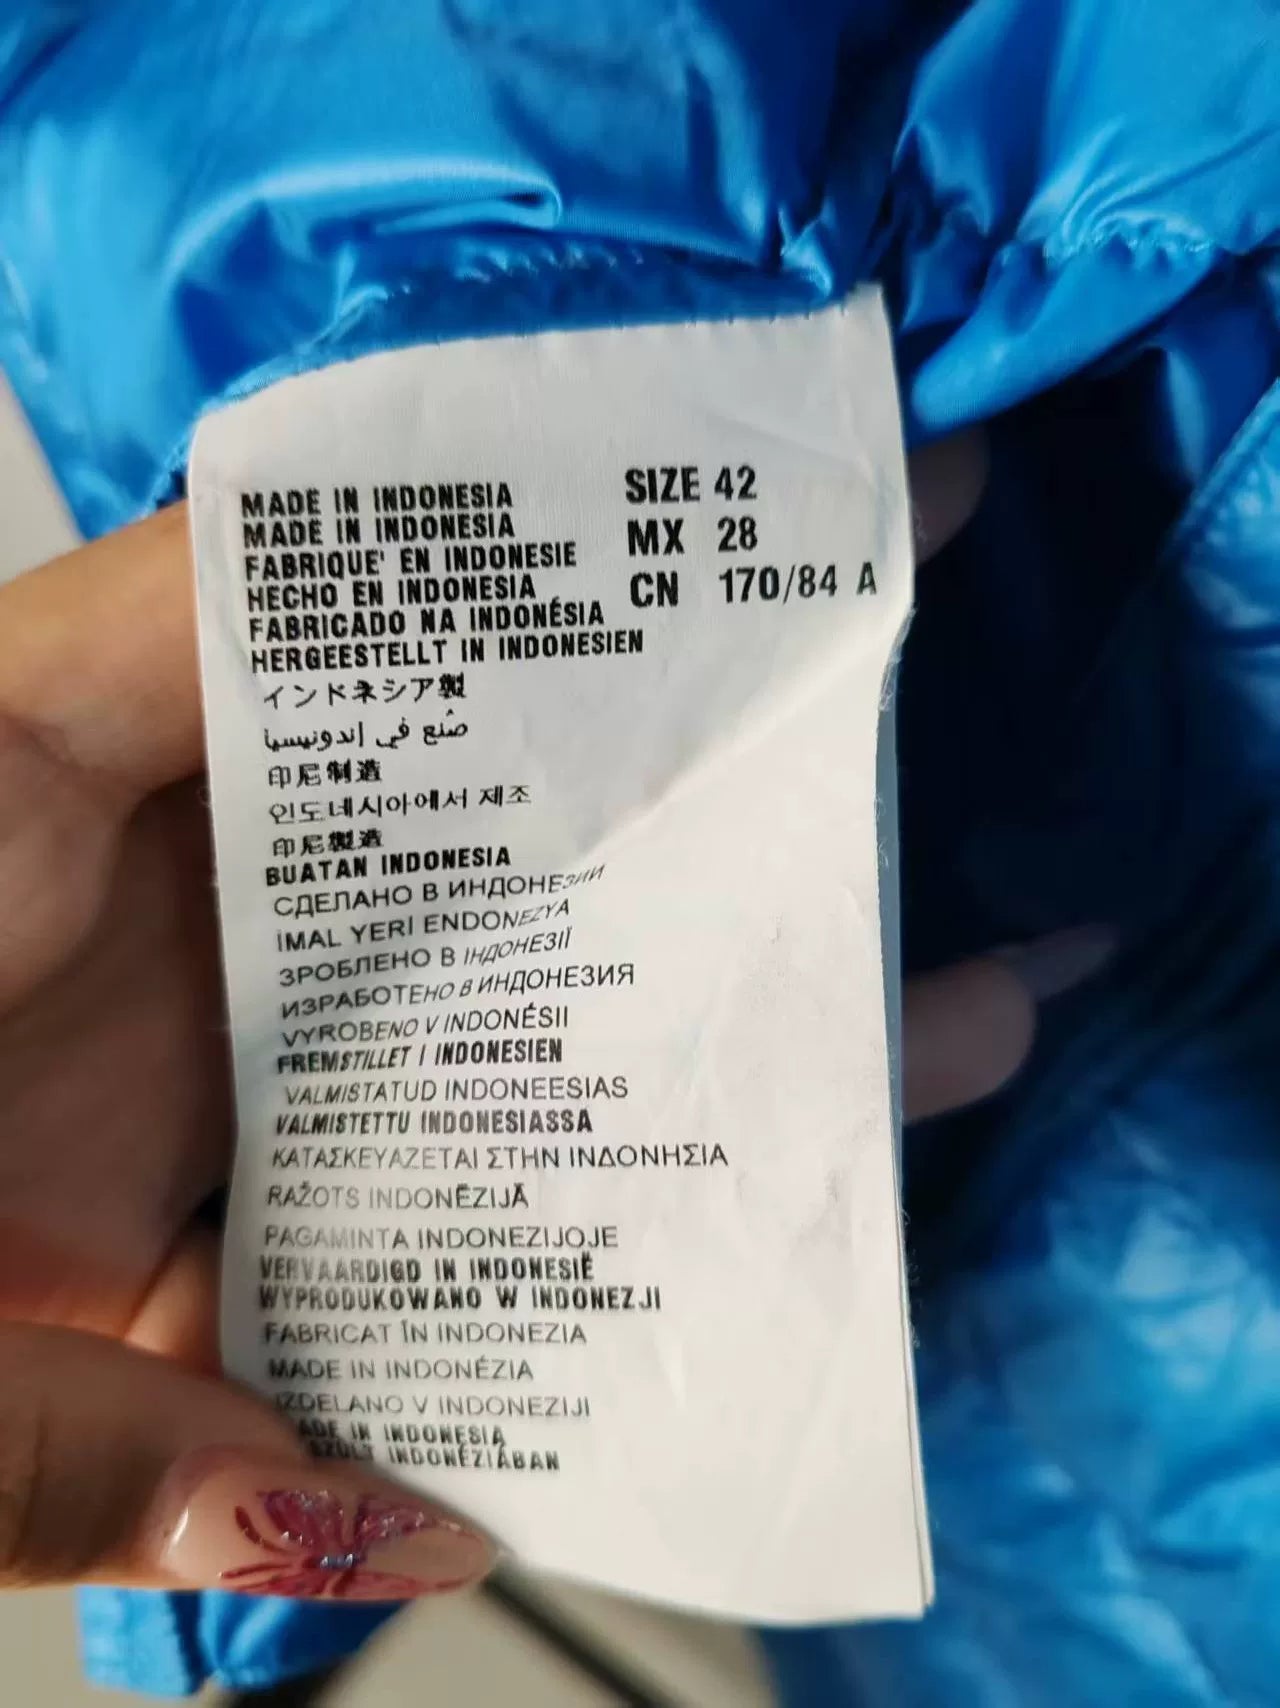 MADE IN INDONESIA
MADE IN INDONESIA
FABRIQUE' EN INDONESIE
HECHO EN INDONESIA
FABRICADO NA INDONÉSIA
HERGEESTELLT IN INDONESIEN
インドネシア製
صُنع في إندونيسيا
印尼制造
인도네시아에서 제조
印尼製造
BUATAN INDONESIA
СДЕЛАНО В ИНДОНЕЗИИ
İMAL YERİ ENDONEZYA
ЗРОБЛЕНО В ІНДОНЕЗІЇ
ИЗРАБОТЕНО В ИНДОНЕЗИЯ
VYROBENO V INDONÉSII
FREMSTILLET I INDONESIEN
VALMISTATUD INDONEESIAS
VALMISTETTU INDONESIASSA
ΚΑΤΑΣΚΕΥΑΖΕΤΑΙ ΣΤΗΝ ΙΝΔΟΝΗΣΙΑ
RAŽOTS INDONĒZIJĀ
PAGAMINTA INDONEZIJOJE
VERVAARDIGD IN INDONESIË
WYPRODUKOWANO W INDONEZJI
FABRICAT ÎN INDONEZIA
MADE IN INDONÉZIA
IZDELANO V INDONEZIJI
ADE IN INDONESIA
SZÜLT INDONÉZIÁBAN
SIZE 42
MX 28
CN 170/84 A